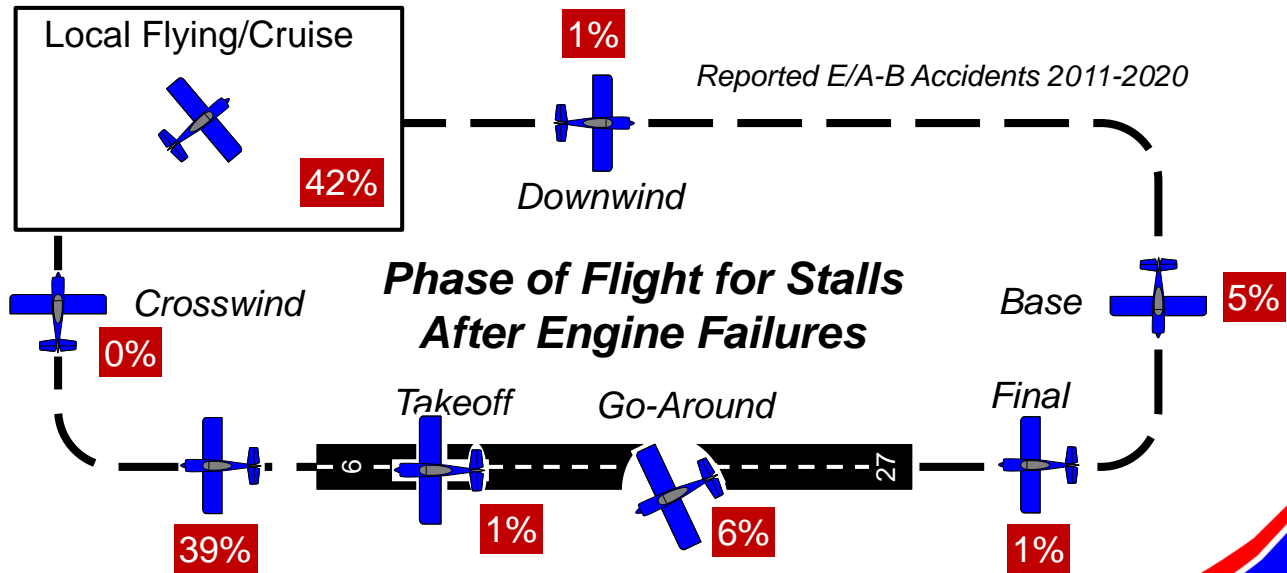 Local Flying/Cruise
42%
1%
Reported E/A-B Accidents 2011-2020
Downwind
Phase of Flight for Stalls
After Engine Failures
Crosswind
0%
Base
5%
Takeoff
Go-Around
Final
9
27
39%
1%
6%
1%